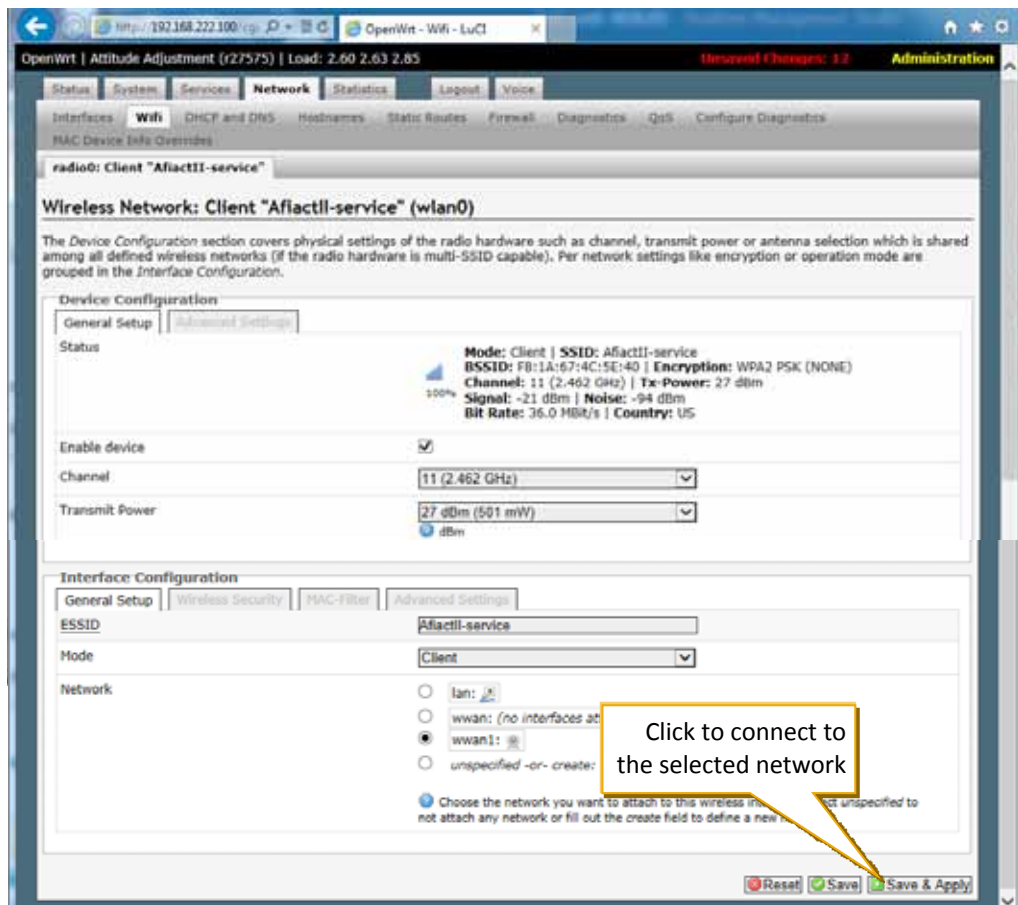 http://192.168.222.100/cgi
OpenWrt - Wifi - LuCI
OpenWrt | Attitude Adjustment (r27575) | Load: 2.60 2.63 2.85
Unsaved Changes: 12
Administration
Status System Services Network Statistics Logout Voice
Interfaces Wifi DHCP and DNS Hostnames Static Routes Firewall Diagnostics QoS Configure Diagnostics
MAC Device Info Overrides
radio0: Client "AfiactII-service"
Wireless Network: Client "AfiactII-service" (wlan0)
The Device Configuration section covers physical settings of the radio hardware such as channel, transmit power or antenna selection which is shared
among all defined wireless networks (if the radio hardware is multi-SSID capable). Per network settings like encryption or operation mode are
grouped in the Interface Configuration.
Device Configuration
General Setup Advanced Settings
Status
Mode: Client | SSID: AfiactII-service
BSSID: F8:1A:67:4C:5E:40 | Encryption: WPA2 PSK (NONE)
Channel: 11 (2.462 GHz) | Tx-Power: 27 dBm
100% Signal: -21 dBm | Noise: -94 dBm
Bit Rate: 36.0 MBit/s | Country: US
Enable device
Channel 11 (2.462 GHz)
Transmit Power 27 dBm (501 mW)
dBm
Interface Configuration
General Setup Wireless Security MAC-Filter Advanced Settings
ESSID AfiactII-service
Mode Client
Network lan:
wwan: (no interfaces at
wwan1:
unspecified -or- create:
Click to connect to
the selected network
Choose the network you want to attach to this wireless unspecified to
not attach any network or fill out the create field to define a new
Reset Save Save & Apply